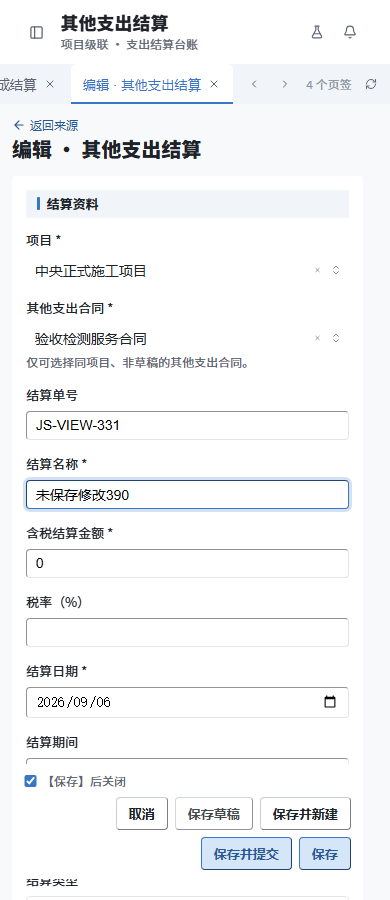 其他支出结算
项目级联 • 支出结算台账
成结算 ×
编辑 · 其他支出结算 ×
4 个页签
← 返回来源
编辑 • 其他支出结算
结算资料
项目 *
中央正式施工项目
其他支出合同 *
验收检测服务合同
仅可选择同项目、非草稿的其他支出合同。
结算单号
JS-VIEW-331
结算名称 *
未保存修改390
含税结算金额 *
0
税率（%）
结算日期 *
2026/09/06
结算期间
【保存】后关闭
取消
保存草稿
保存并新建
保存并提交
保存
结算类型